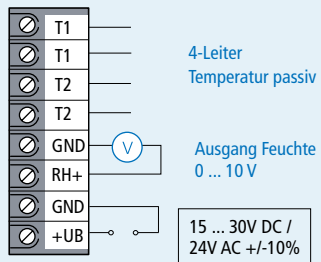 T1
T1
T2
T2
GND
RH+
GND
+UB
V
4-Leiter
Temperatur passiv
Ausgang Feuchte
0 ... 10 V
15 ... 30V DC /
24V AC +/-10%